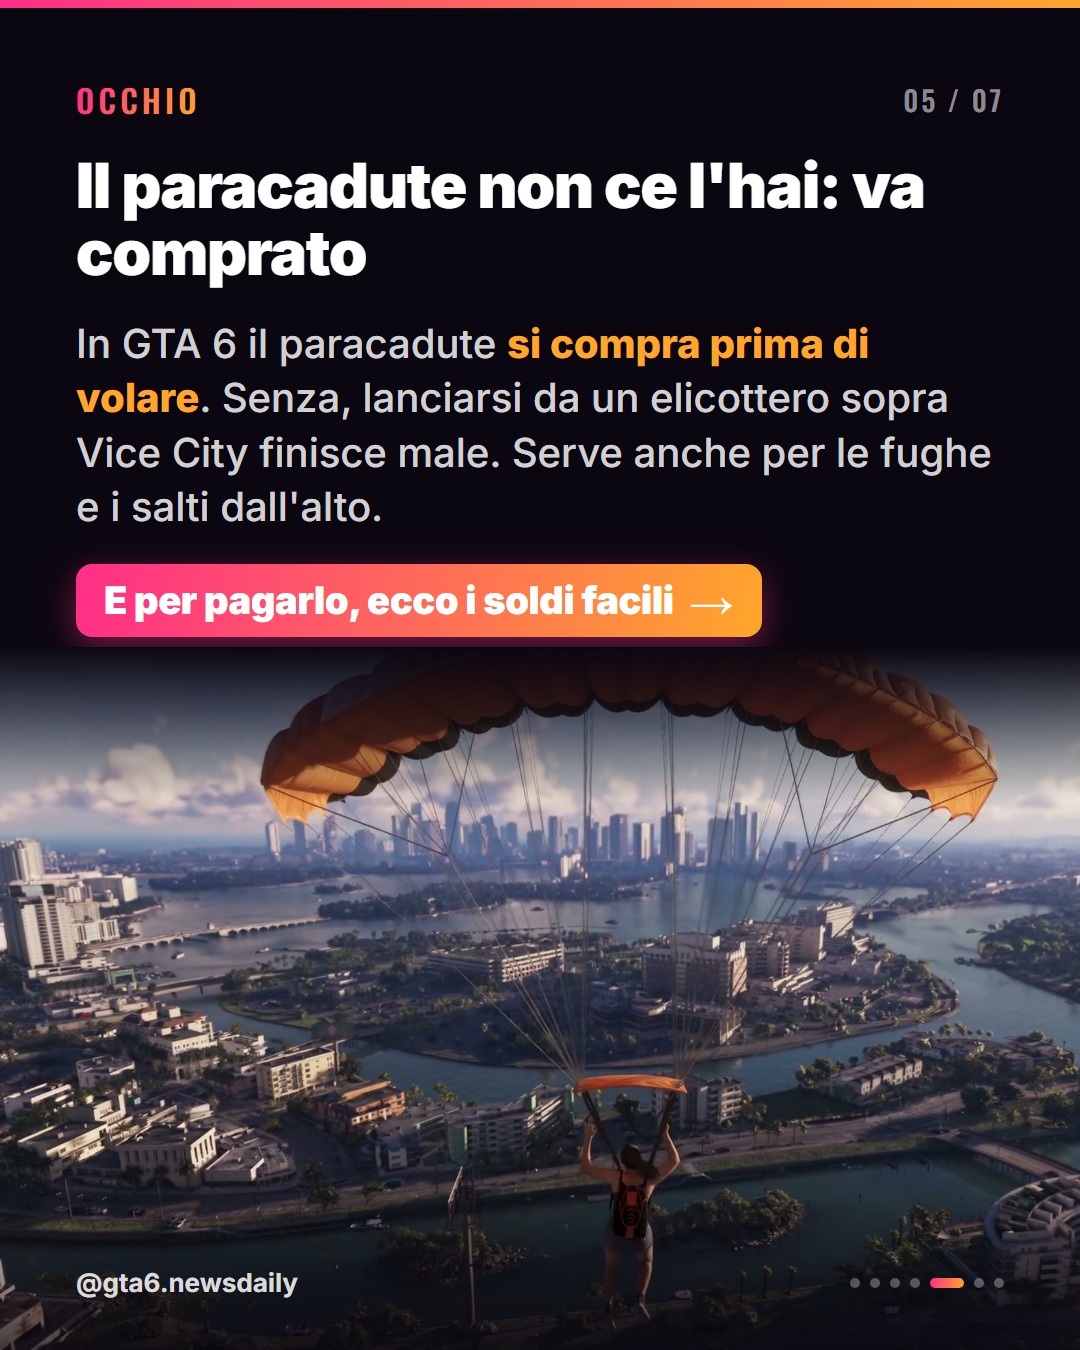 OCCHIO
05 / 07
Il paracadute non ce l'hai: va
comprato
In GTA 6 il paracadute si compra prima di
volare. Senza, lanciarsi da un elicottero sopra
Vice City finisce male. Serve anche per le fughe
e i salti dall'alto.
E per pagarlo, ecco i soldi facili →
@gta6.newsdaily